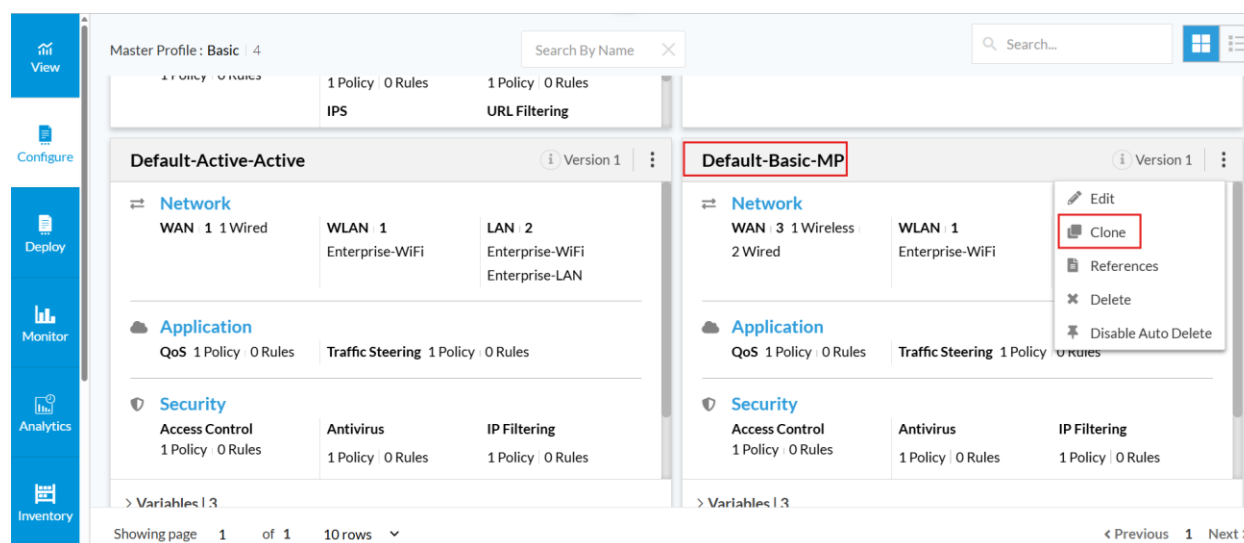 View
Configure
Deploy
Monitor
Analytics
Inventory
Master Profile : Basic | 4
Search By Name
Search...
1 Policy | 0 Rules
1 Policy | 0 Rules
1 Policy | 0 Rules
IPS
URL Filtering
Default-Active-Active
i Version 1
Network
WAN | 1 1 Wired
WLAN | 1
Enterprise-WiFi
LAN | 2
Enterprise-WiFi
Enterprise-LAN
Application
QoS 1 Policy | 0 Rules
Traffic Steering 1 Policy | 0 Rules
Security
Access Control
1 Policy | 0 Rules
Antivirus
1 Policy | 0 Rules
IP Filtering
1 Policy | 0 Rules
> Variables | 3
Default-Basic-MP
i Version 1
Network
WAN | 3 1 Wireless |
2 Wired
WLAN | 1
Enterprise-WiFi
Edit
Clone
References
Delete
Disable Auto Delete
Application
QoS 1 Policy | 0 Rules
Traffic Steering 1 Policy | 0 Rules
Security
Access Control
1 Policy | 0 Rules
Antivirus
1 Policy | 0 Rules
IP Filtering
1 Policy | 0 Rules
> Variables | 3
Showing page 1 of 1 10 rows
< Previous 1 Next >